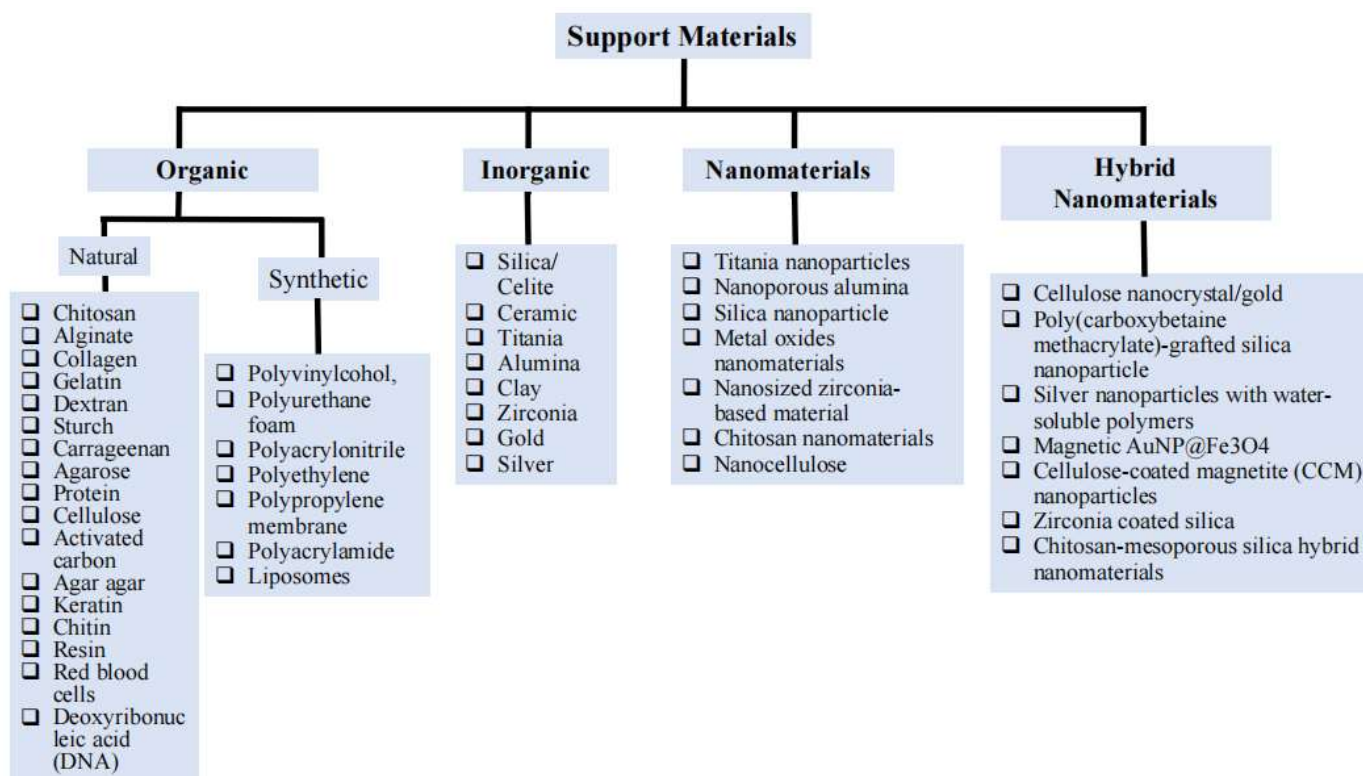 Support Materials
Organic
Natural
❑ Chitosan
❑ Alginate
❑ Collagen
❑ Gelatin
❑ Dextran
❑ Sturch
❑ Carrageenan
❑ Agarose
❑ Protein
❑ Cellulose
❑ Activated
carbon
❑ Agar agar
❑ Keratin
❑ Chitin
❑ Resin
❑ Red blood
cells
❑ Deoxyribonuc
leic acid
(DNA)
Synthetic
❑ Polyvinylcohol,
❑ Polyurethane
foam
❑ Polyacrylonitrile
❑ Polyethylene
❑ Polypropylene
membrane
❑ Polyacrylamide
❑ Liposomes
Inorganic
❑ Silica/
Celite
❑ Ceramic
❑ Titania
❑ Alumina
❑ Clay
❑ Zirconia
❑ Gold
❑ Silver
Nanomaterials
❑ Titania nanoparticles
❑ Nanoporous alumina
❑ Silica nanoparticle
❑ Metal oxides
nanomaterials
❑ Nanosized zirconia-
based material
❑ Chitosan nanomaterials
❑ Nanocellulose
Hybrid
Nanomaterials
❑ Cellulose nanocrystal/gold
❑ Poly(carboxybetaine
methacrylate)-grafted silica
nanoparticle
❑ Silver nanoparticles with water-
soluble polymers
❑ Magnetic AuNP@Fe3O4
❑ Cellulose-coated magnetite (CCM)
nanoparticles
❑ Zirconia coated silica
❑ Chitosan-mesoporous silica hybrid
nanomaterials